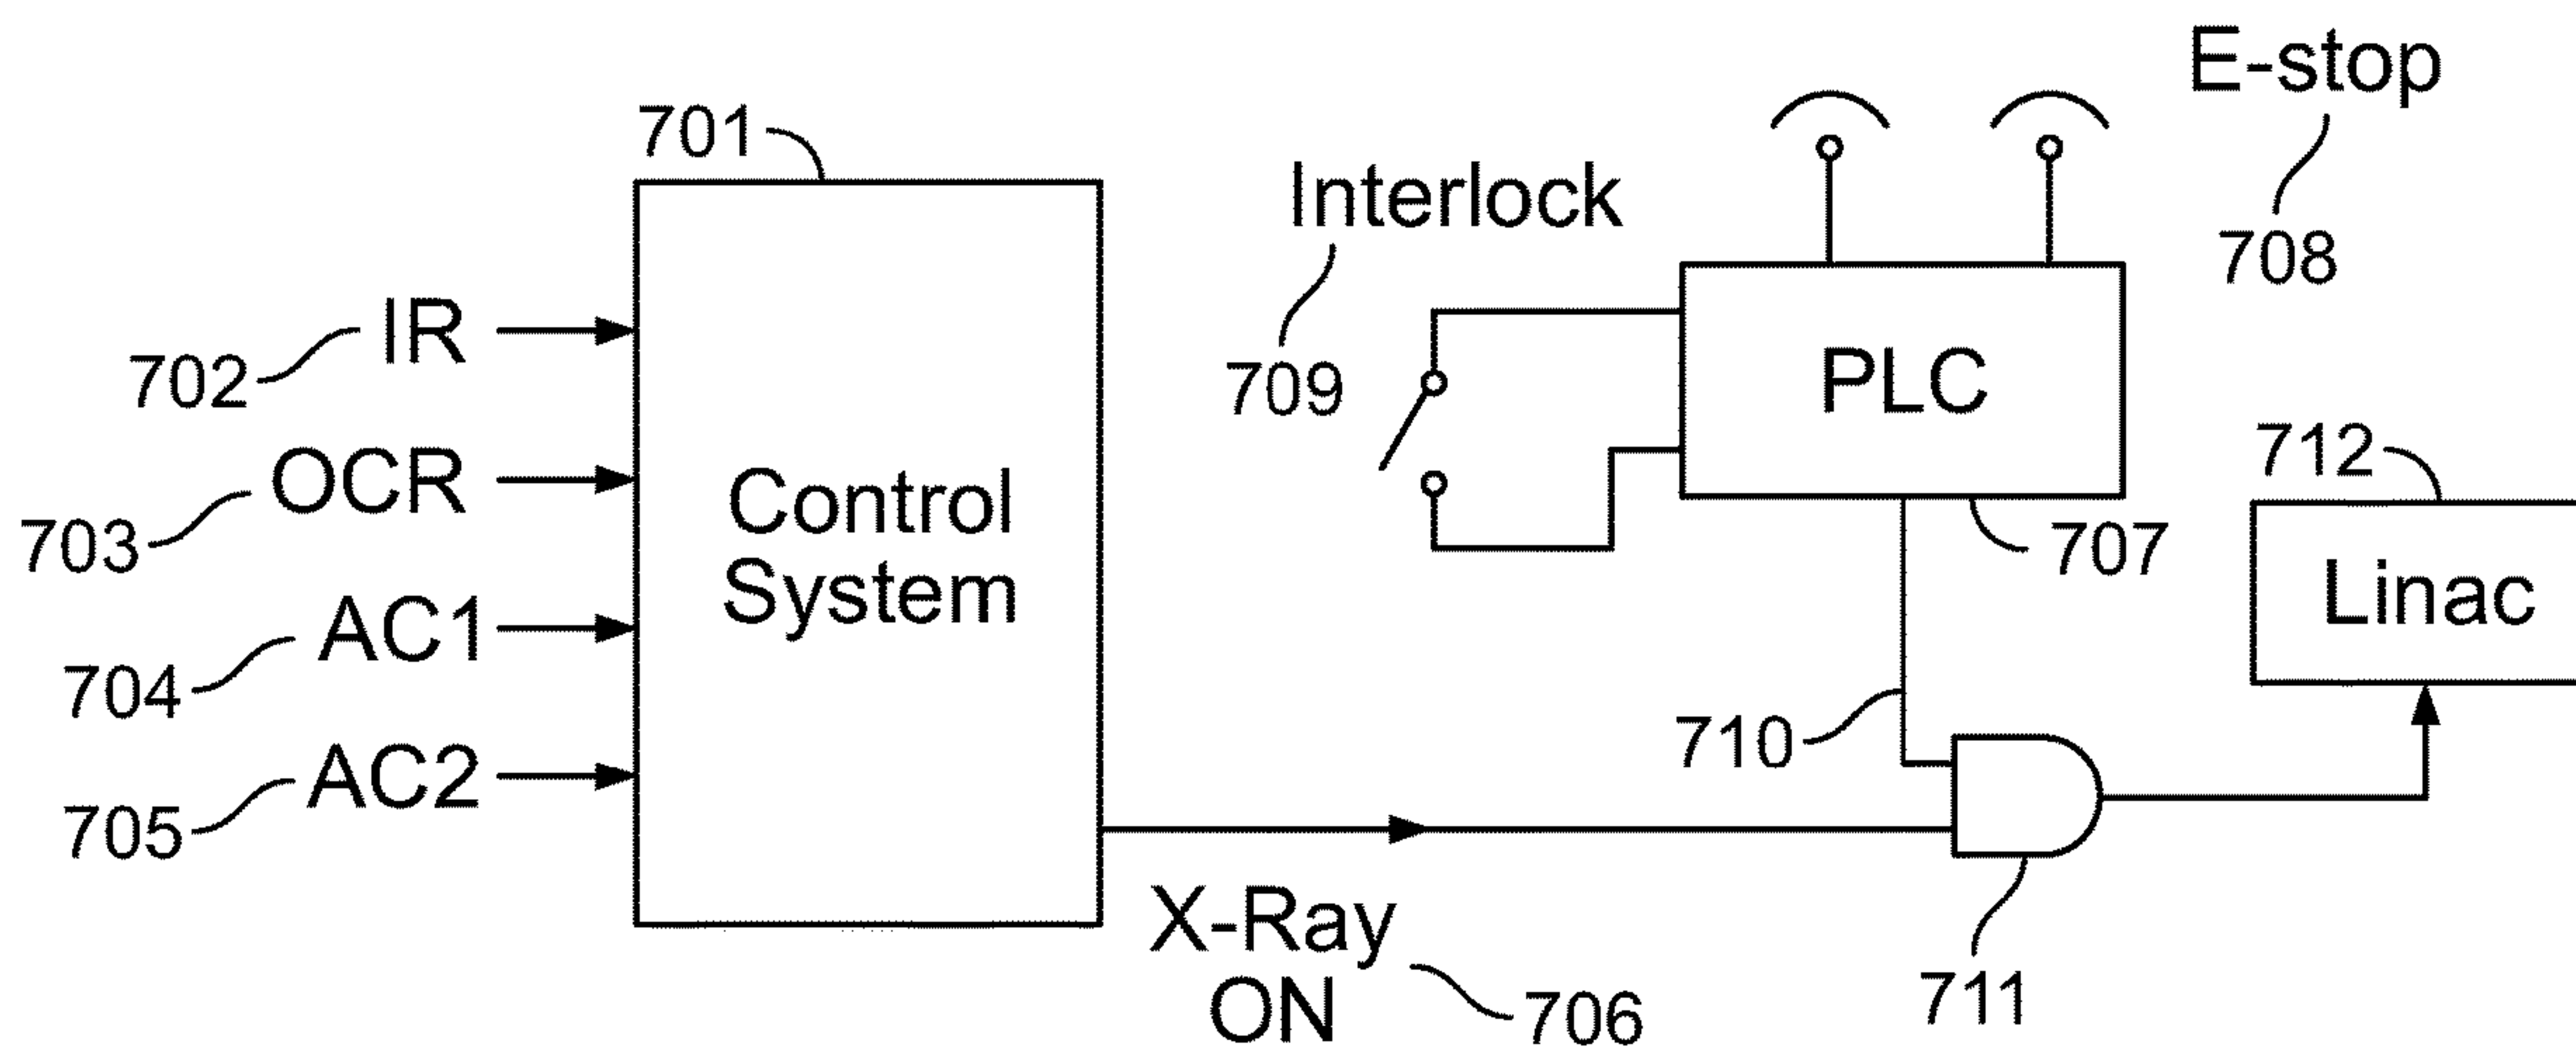 E-stop
708
701
Interlock
709
IR
702
PLC
OCR
703
Control
System
712
Linac
707
AC1
704
710
AC2
705
X-Ray
ON
706
711